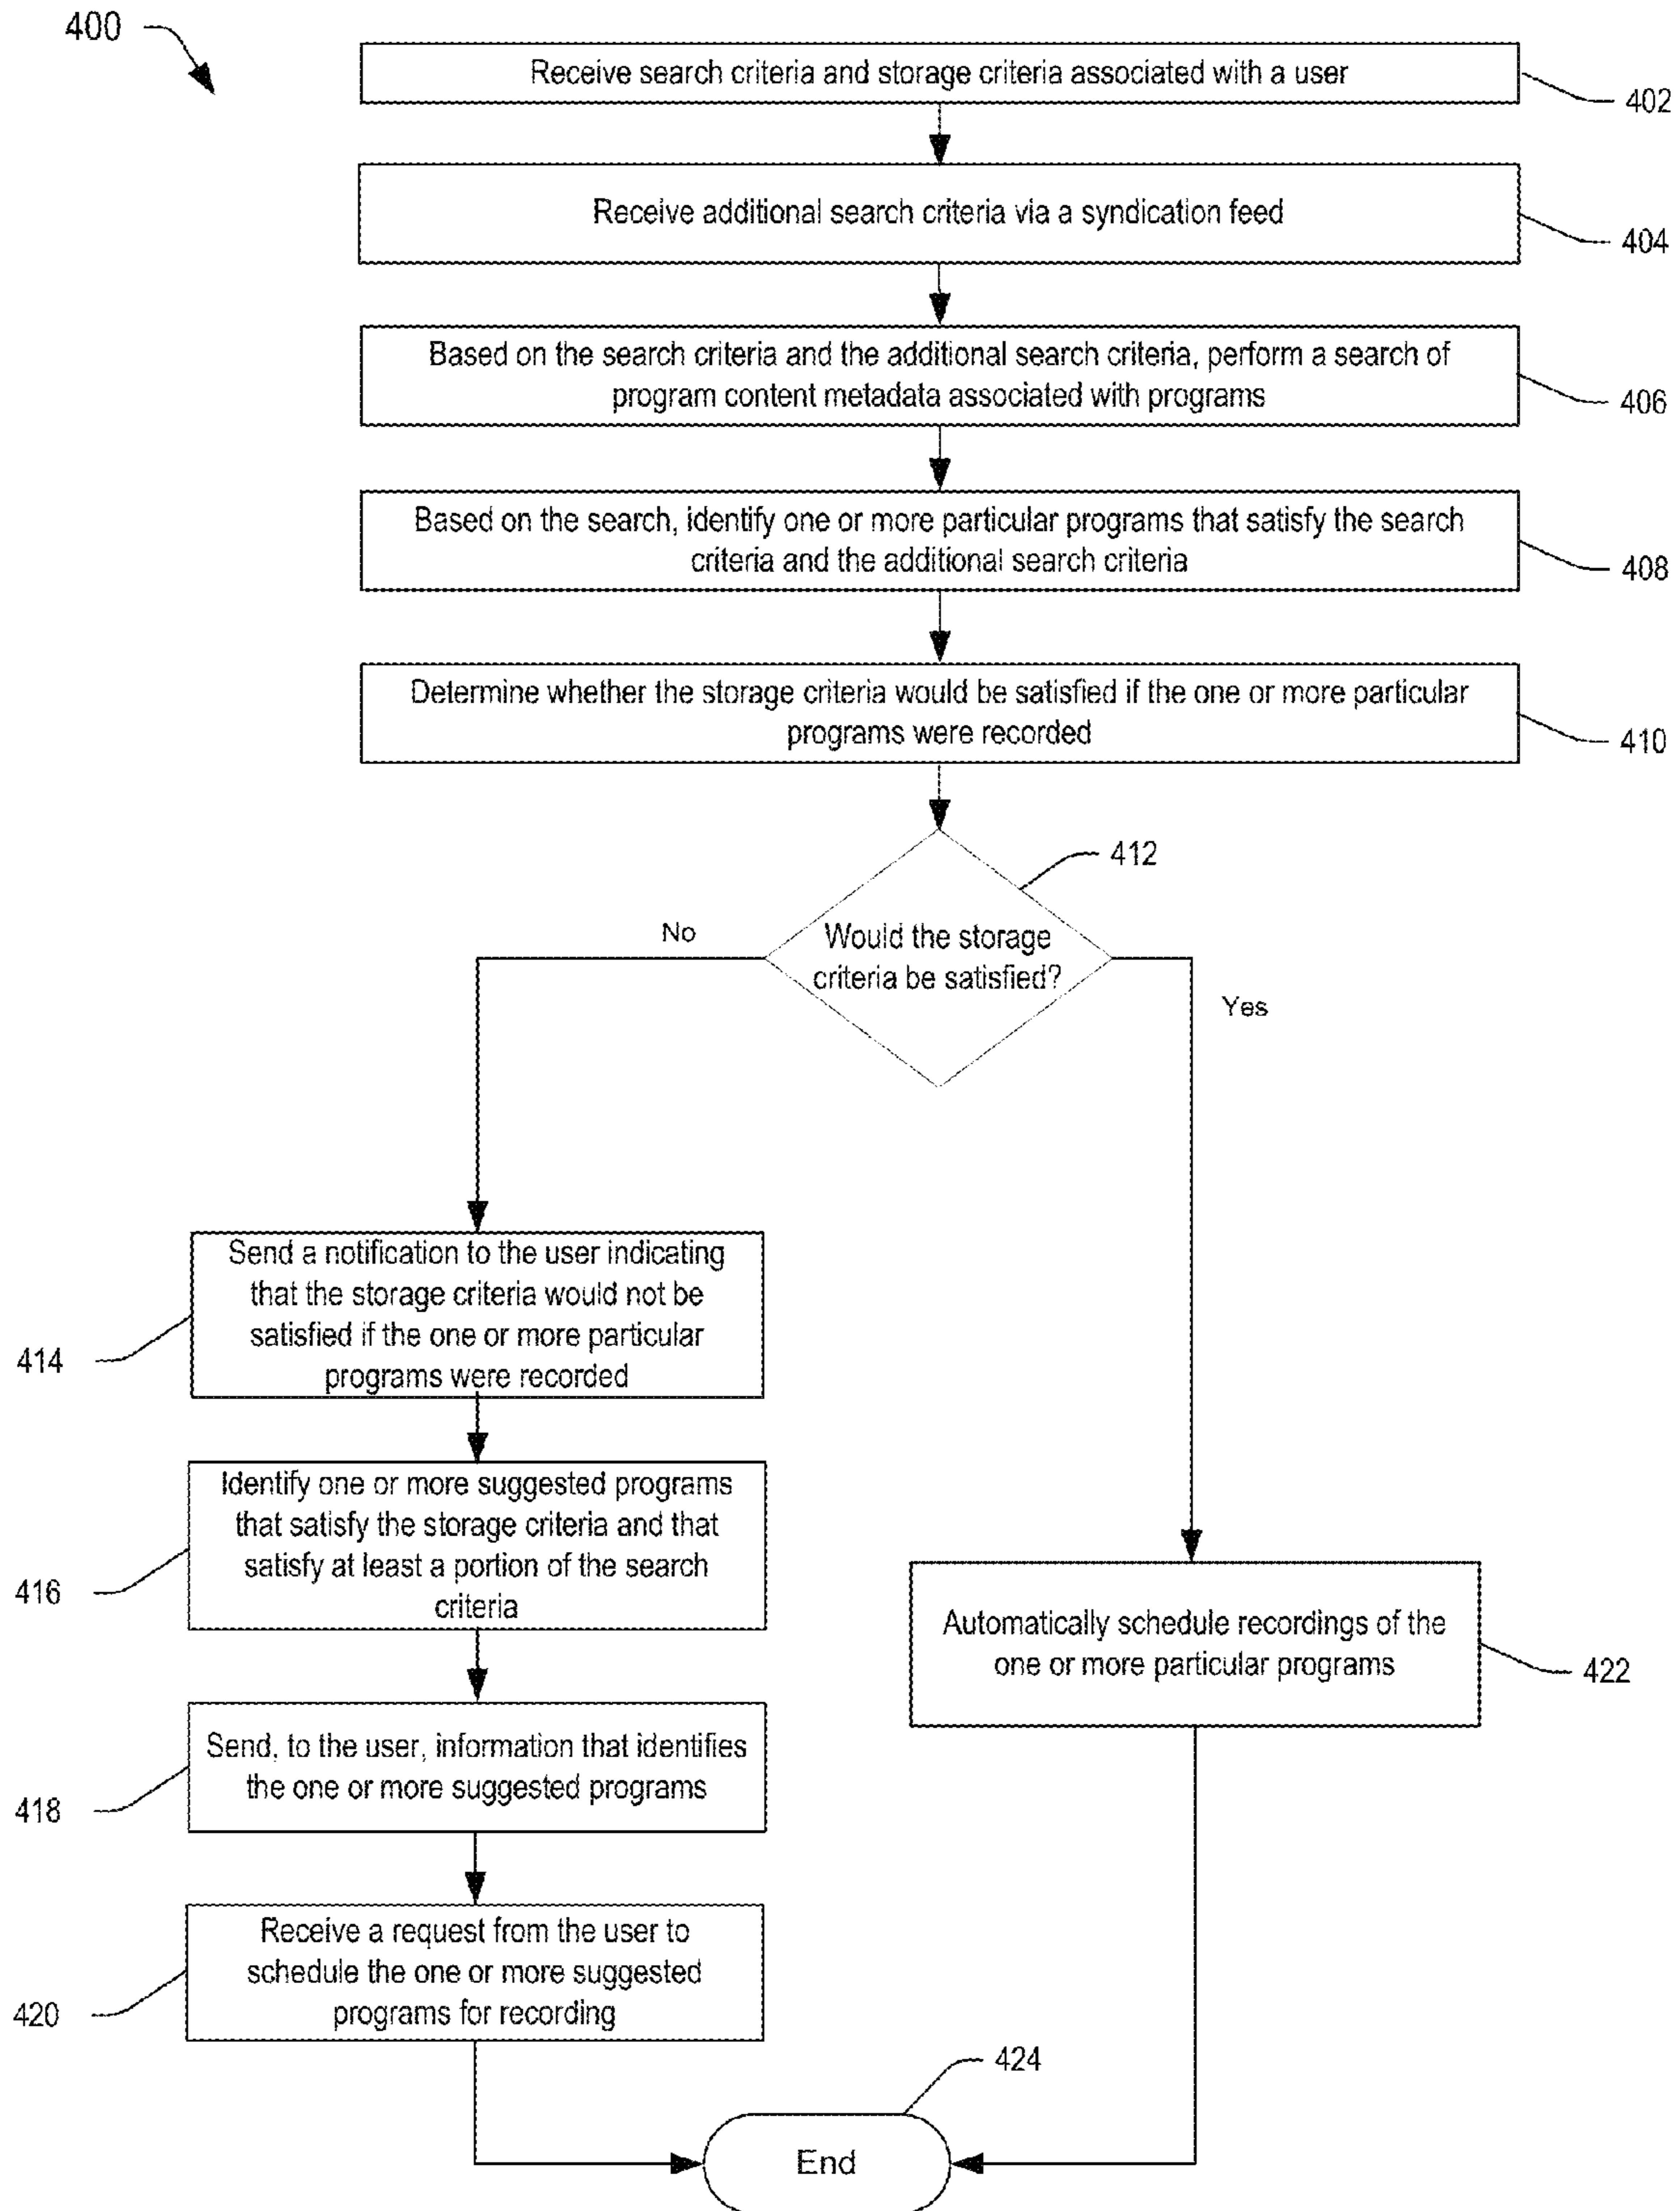 400
Receive search criteria and storage criteria associated with a user
402
Receive additional search criteria via a syndication feed
404
Based on the search criteria and the additional search criteria, perform a search of
program content metadata associated with programs
406
Based on the search, identify one or more particular programs that satisfy the search
criteria and the additional search criteria
408
Determine whether the storage criteria would be satisfied if the one or more particular
programs were recorded
410
412
Would the storage
criteria be satisfied?
No
Yes
Send a notification to the user indicating
that the storage criteria would not be
satisfied if the one or more particular
programs were recorded
414
Identify one or more suggested programs
that satisfy the storage criteria and that
satisfy at least a portion of the search
criteria
416
Automatically schedule recordings of the
one or more particular programs
422
Send, to the user, information that identifies
the one or more suggested programs
418
Receive a request from the user to
schedule the one or more suggested
programs for recording
420
424
End